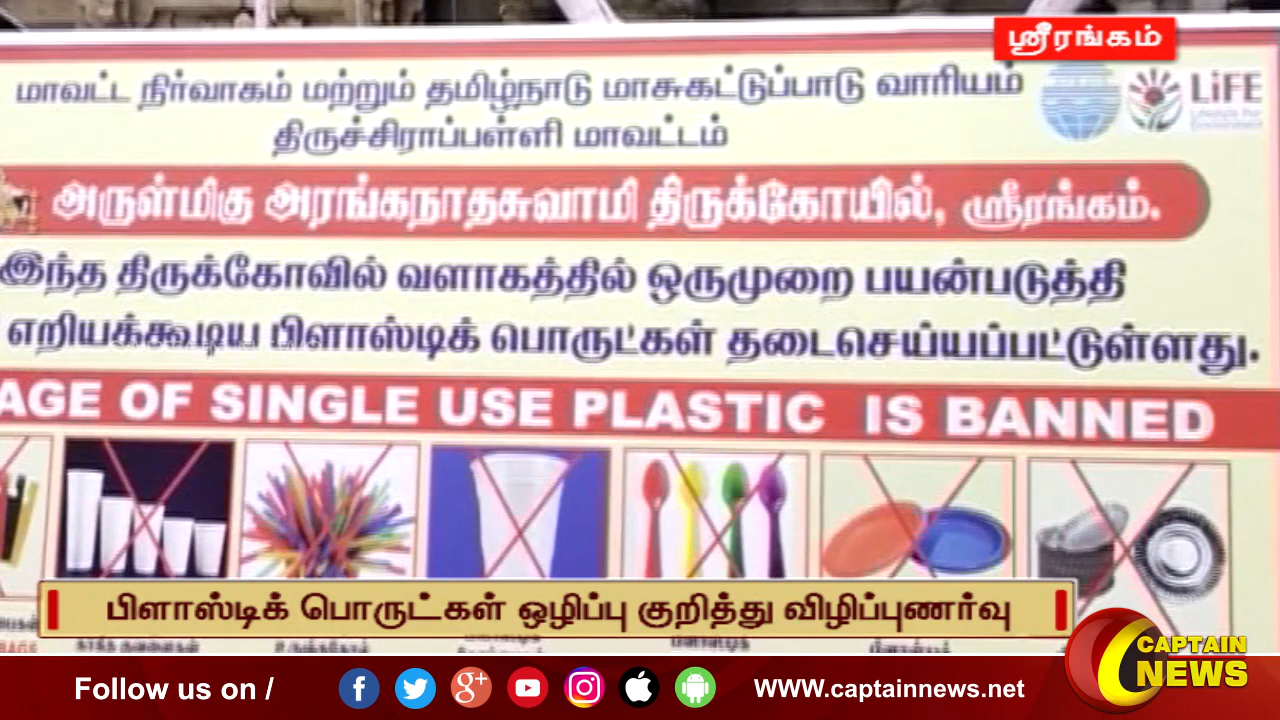 ஸ்ரீரங்கம்
மாவட்ட நிர்வாகம் மற்றும் தமிழ்நாடு மாசுகட்டுப்பாடு வாரியம்
திருச்சிராப்பள்ளி மாவட்டம்
LiFE
அருள்மிகு அரங்கநாதசுவாமி திருக்கோயில், ஸ்ரீரங்கம்.
இந்த திருக்கோவில் வளாகத்தில் ஒருமுறை பயன்படுத்தி
எறியக்கூடிய பிளாஸ்டிக் பொருட்கள் தடைசெய்யப்பட்டுள்ளது.
AGE OF SINGLE USE PLASTIC IS BANNED
பிளாஸ்டிக் பொருட்கள் ஒழிப்பு குறித்து விழிப்புணர்வு
BAGS
CAPTAIN
NEWS
Follow us on /
WWW.captainnews.net